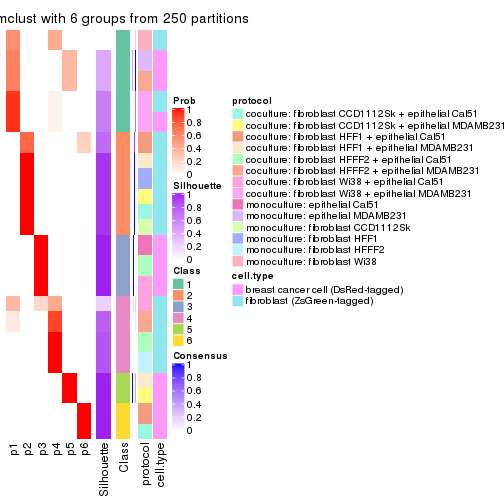 mclust with 6 groups from 250 partitions
Prob
1
0.8
0.6
0.4
0.2
0
Silhouette
1
0.8
0.6
0.4
0.2
0
Class
1
2
3
4
5
6
Consensus
1
0.8
0.6
0.4
0.2
0
protocol
coculture: fibroblast CCD1112Sk + epithelial Cal51
coculture: fibroblast CCD1112Sk + epithelial MDAMB231
coculture: fibroblast HFF1 + epithelial Cal51
coculture: fibroblast HFF1 + epithelial MDAMB231
coculture: fibroblast HFFF2 + epithelial Cal51
coculture: fibroblast HFFF2 + epithelial MDAMB231
coculture: fibroblast Wi38 + epithelial Cal51
coculture: fibroblast Wi38 + epithelial MDAMB231
monoculture: epithelial Cal51
monoculture: epithelial MDAMB231
monoculture: fibroblast CCD1112Sk
monoculture: fibroblast HFF1
monoculture: fibroblast HFFF2
monoculture: fibroblast Wi38
cell.type
breast cancer cell (DsRed-tagged)
fibroblast (ZsGreen-tagged)
p1
p2
p3
p4
p5
p6
Silhouette
Class
protocol
cell.type